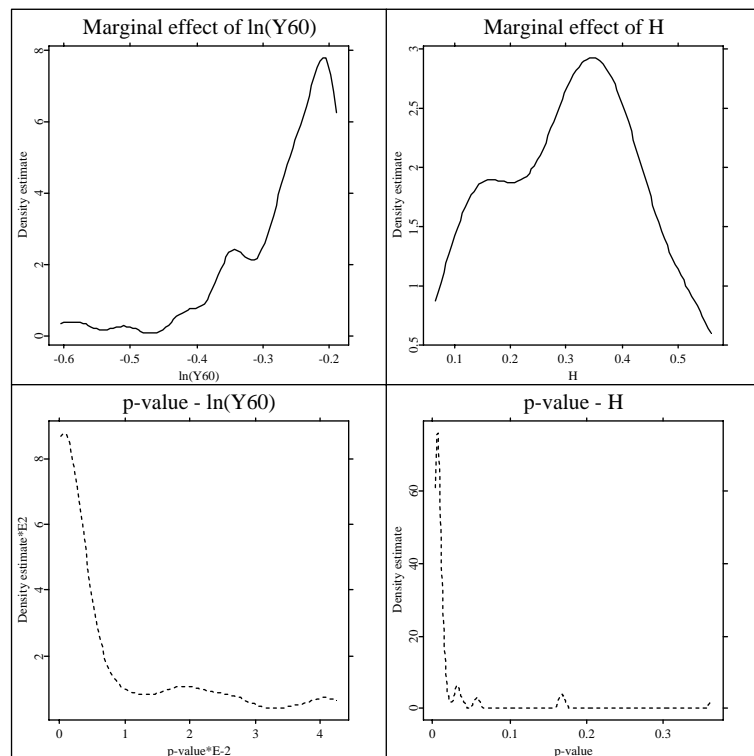 Marginal effect of ln(Y60)
Density estimate
0 2 4 6 8
-0.6 -0.5 -0.4 -0.3 -0.2
ln(Y60)
Marginal effect of H
Density estimate
0.5 1 1.5 2 2.5 3
0.1 0.2 0.3 0.4 0.5
H
p-value - ln(Y60)
Density estimate*E2
2 4 6 8
0 1 2 3 4
p-value*E-2
p-value - H
Density estimate
0 20 40 60
0 0.1 0.2 0.3
p-value